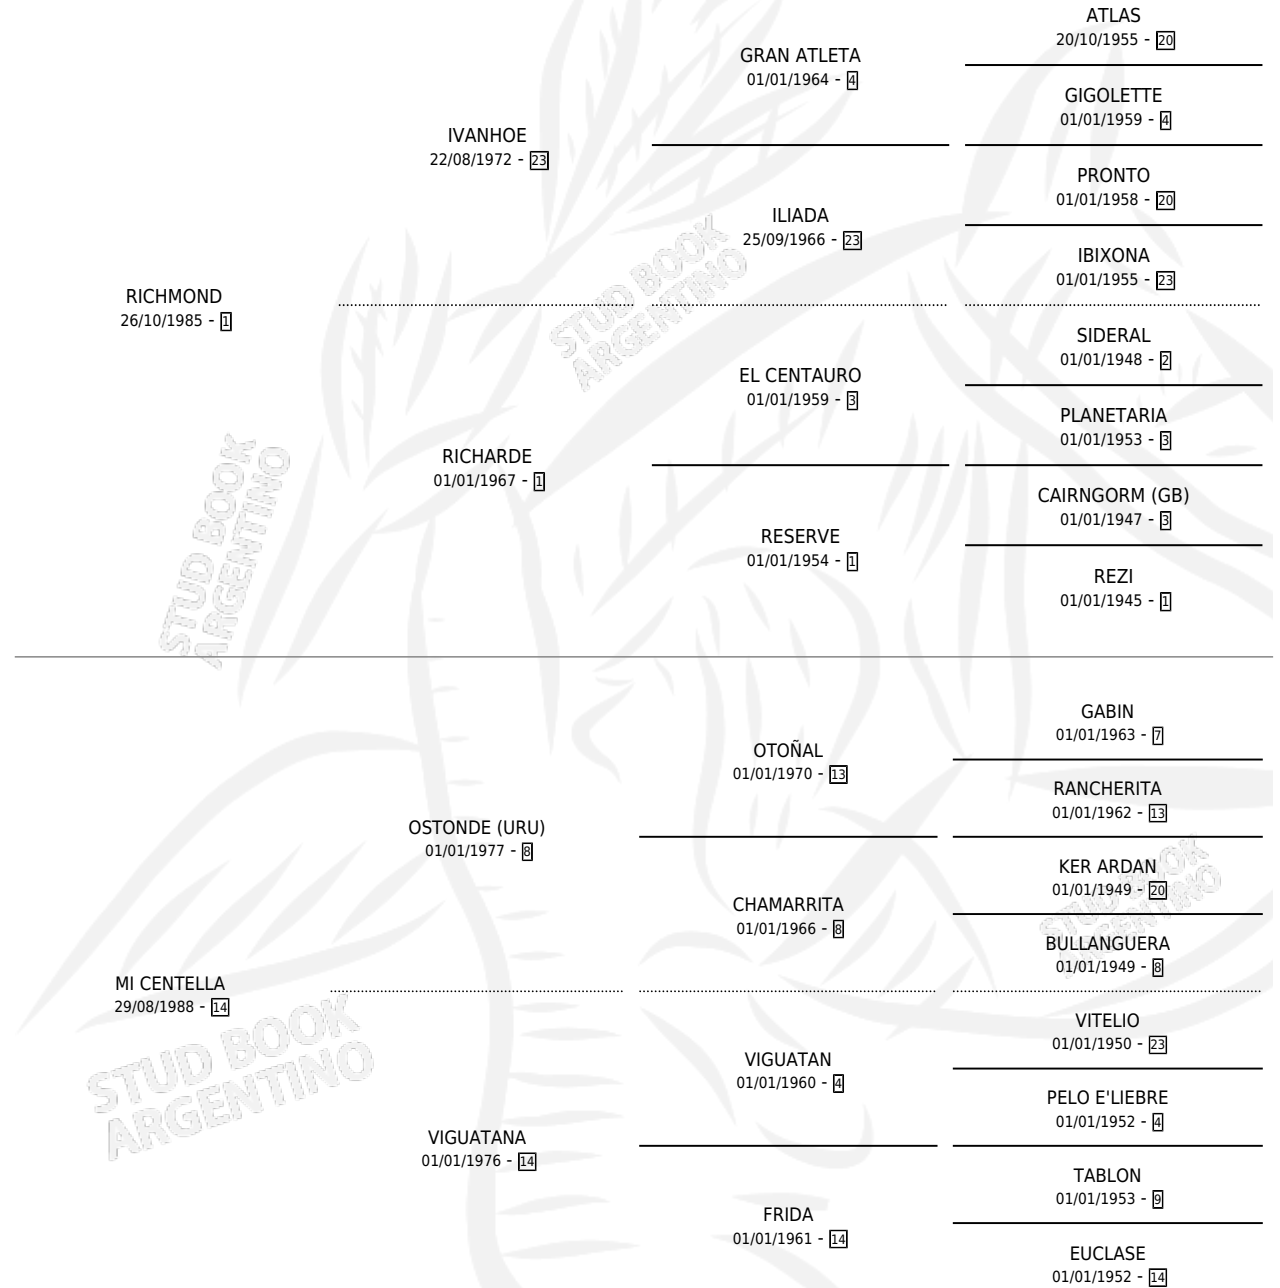 ATLAS
20/10/1955 - 20
GRAN ATLETA
01/01/1964 - 4
GIGOLETTE
01/01/1959 - 4
IVANHOE
22/08/1972 - 23
PRONTO
01/01/1958 - 20
ILIADA
25/09/1966 - 23
IBIXONA
01/01/1955 - 23
RICHMOND
26/10/1985 - 1
STUD BOOK
ARGENTINO
SIDERAL
01/01/1948 - 2
EL CENTAURO
01/01/1959 - 3
PLANETARIA
01/01/1953 - 3
RICHARDE
01/01/1967 - 1
CAIRNGORM (GB)
01/01/1947 - 3
RESERVE
01/01/1954 - 1
REZI
01/01/1945 - 1
STUD BOOK
ARGENTINO
GABIN
01/01/1963 - 7
OTOÑAL
01/01/1970 - 13
RANCHERITA
01/01/1962 - 13
OSTONDE (URU)
01/01/1977 - 8
KER ARDAN
01/01/1949 - 20
CHAMARRITA
01/01/1966 - 8
BULLANGUERA
01/01/1949 - 8
STUD BOOK
ARGENTINO
MI CENTELLA
29/08/1988 - 14
VITELIO
01/01/1950 - 23
VIGUATAN
01/01/1960 - 4
PELO E'LIEBRE
01/01/1952 - 4
STUD BOOK
ARGENTINO
VIGUATANA
01/01/1976 - 14
TABLON
01/01/1953 - 9
FRIDA
01/01/1961 - 14
EUCLASE
01/01/1952 - 14